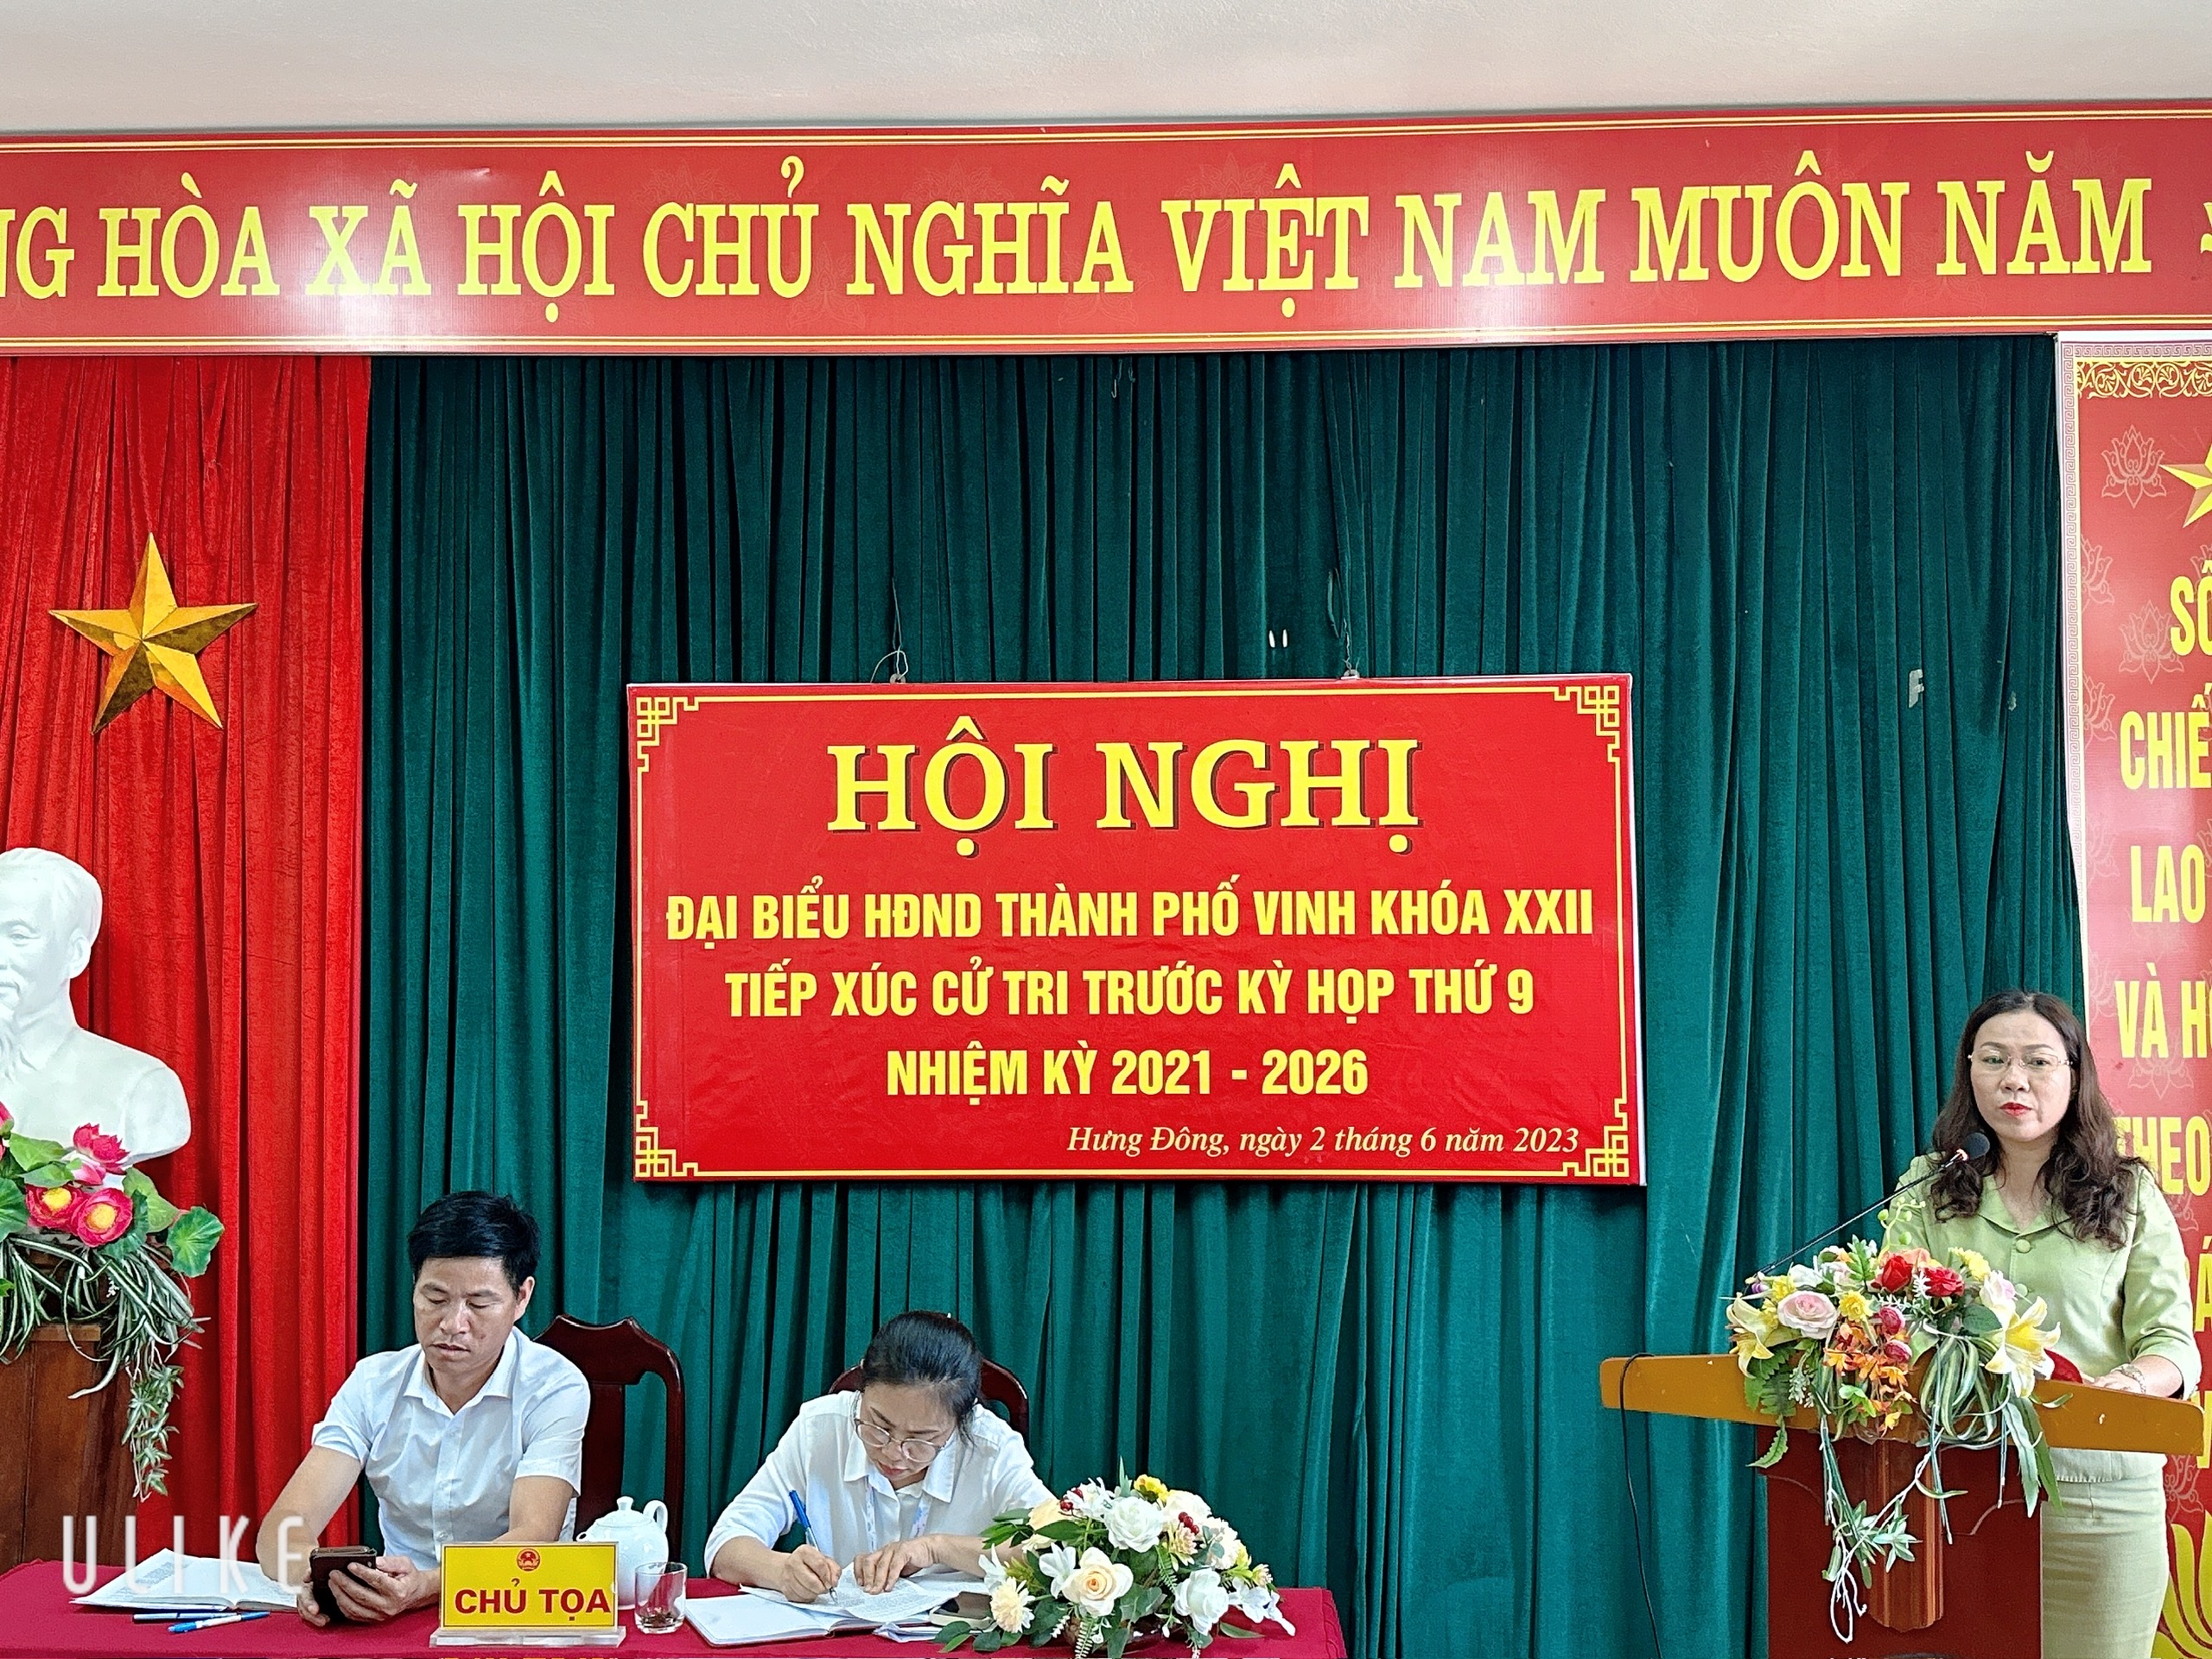 NG HÒA XÃ HỘI CHỦ NGHĨA VIỆT NAM MUÔN NĂM
HỘI NGHỊ
ĐẠI BIỂU HĐND THÀNH PHỐ VINH KHÓA XXII
TIẾP XÚC CỬ TRI TRƯỚC KỲ HỌP THỨ 9
NHIỆM KỲ 2021 - 2026
Hưng Đông, ngày 2 tháng 6 năm 2023
SỐ
CHIẾ
LAO
VÀ H
THEO
CHỦ TỌA
ULIKE